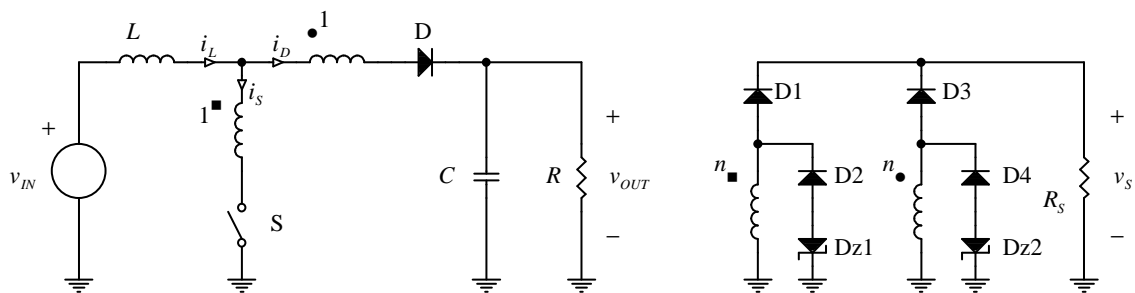 1
L
i_L
i_D
D
i_S
1
+
v_IN
S
C
R
+
v_OUT
−
D1
D3
n
D2
n
D4
Dz1
Dz2
R_S
+
v_S
−